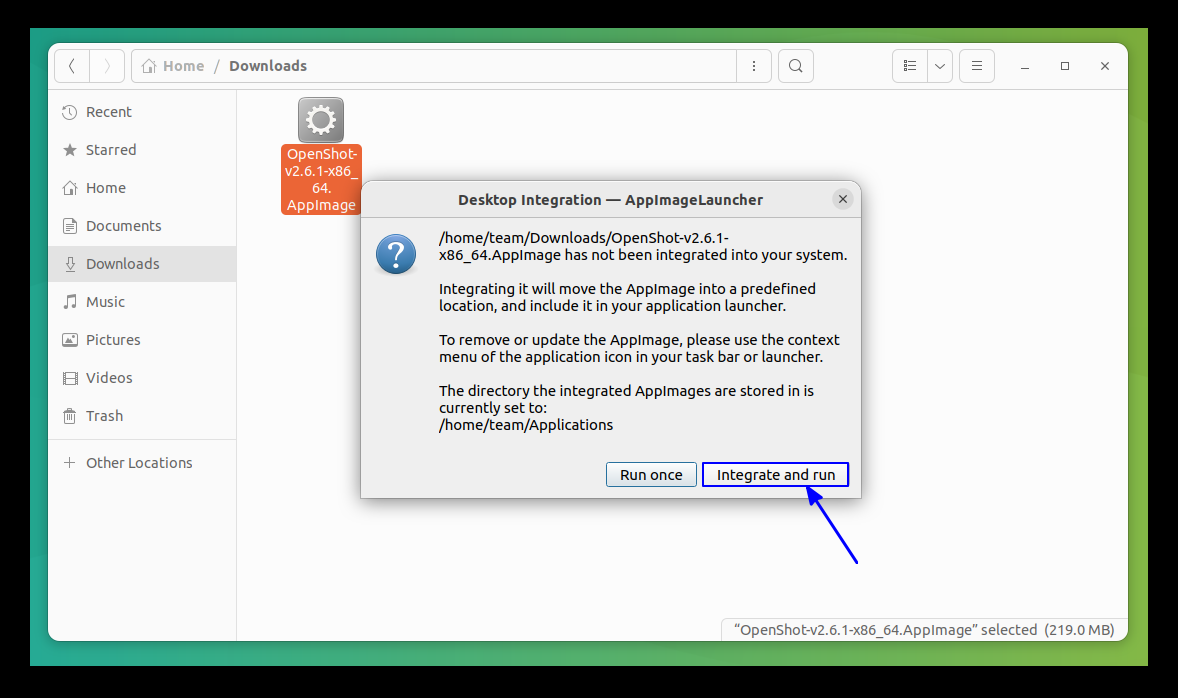 Home / Downloads
Recent
Starred
Home
Documents
Downloads
Music
Pictures
Videos
Trash
+ Other Locations
OpenShot-
v2.6.1-x86_
64.
AppImage
Desktop Integration — AppImageLauncher
?
/home/team/Downloads/OpenShot-v2.6.1-
x86_64.AppImage has not been integrated into your system.
Integrating it will move the AppImage into a predefined
location, and include it in your application launcher.
To remove or update the AppImage, please use the context
menu of the application icon in your task bar or launcher.
The directory the integrated AppImages are stored in is
currently set to:
/home/team/Applications
Run once
Integrate and run
“OpenShot-v2.6.1-x86_64.AppImage” selected (219.0 MB)